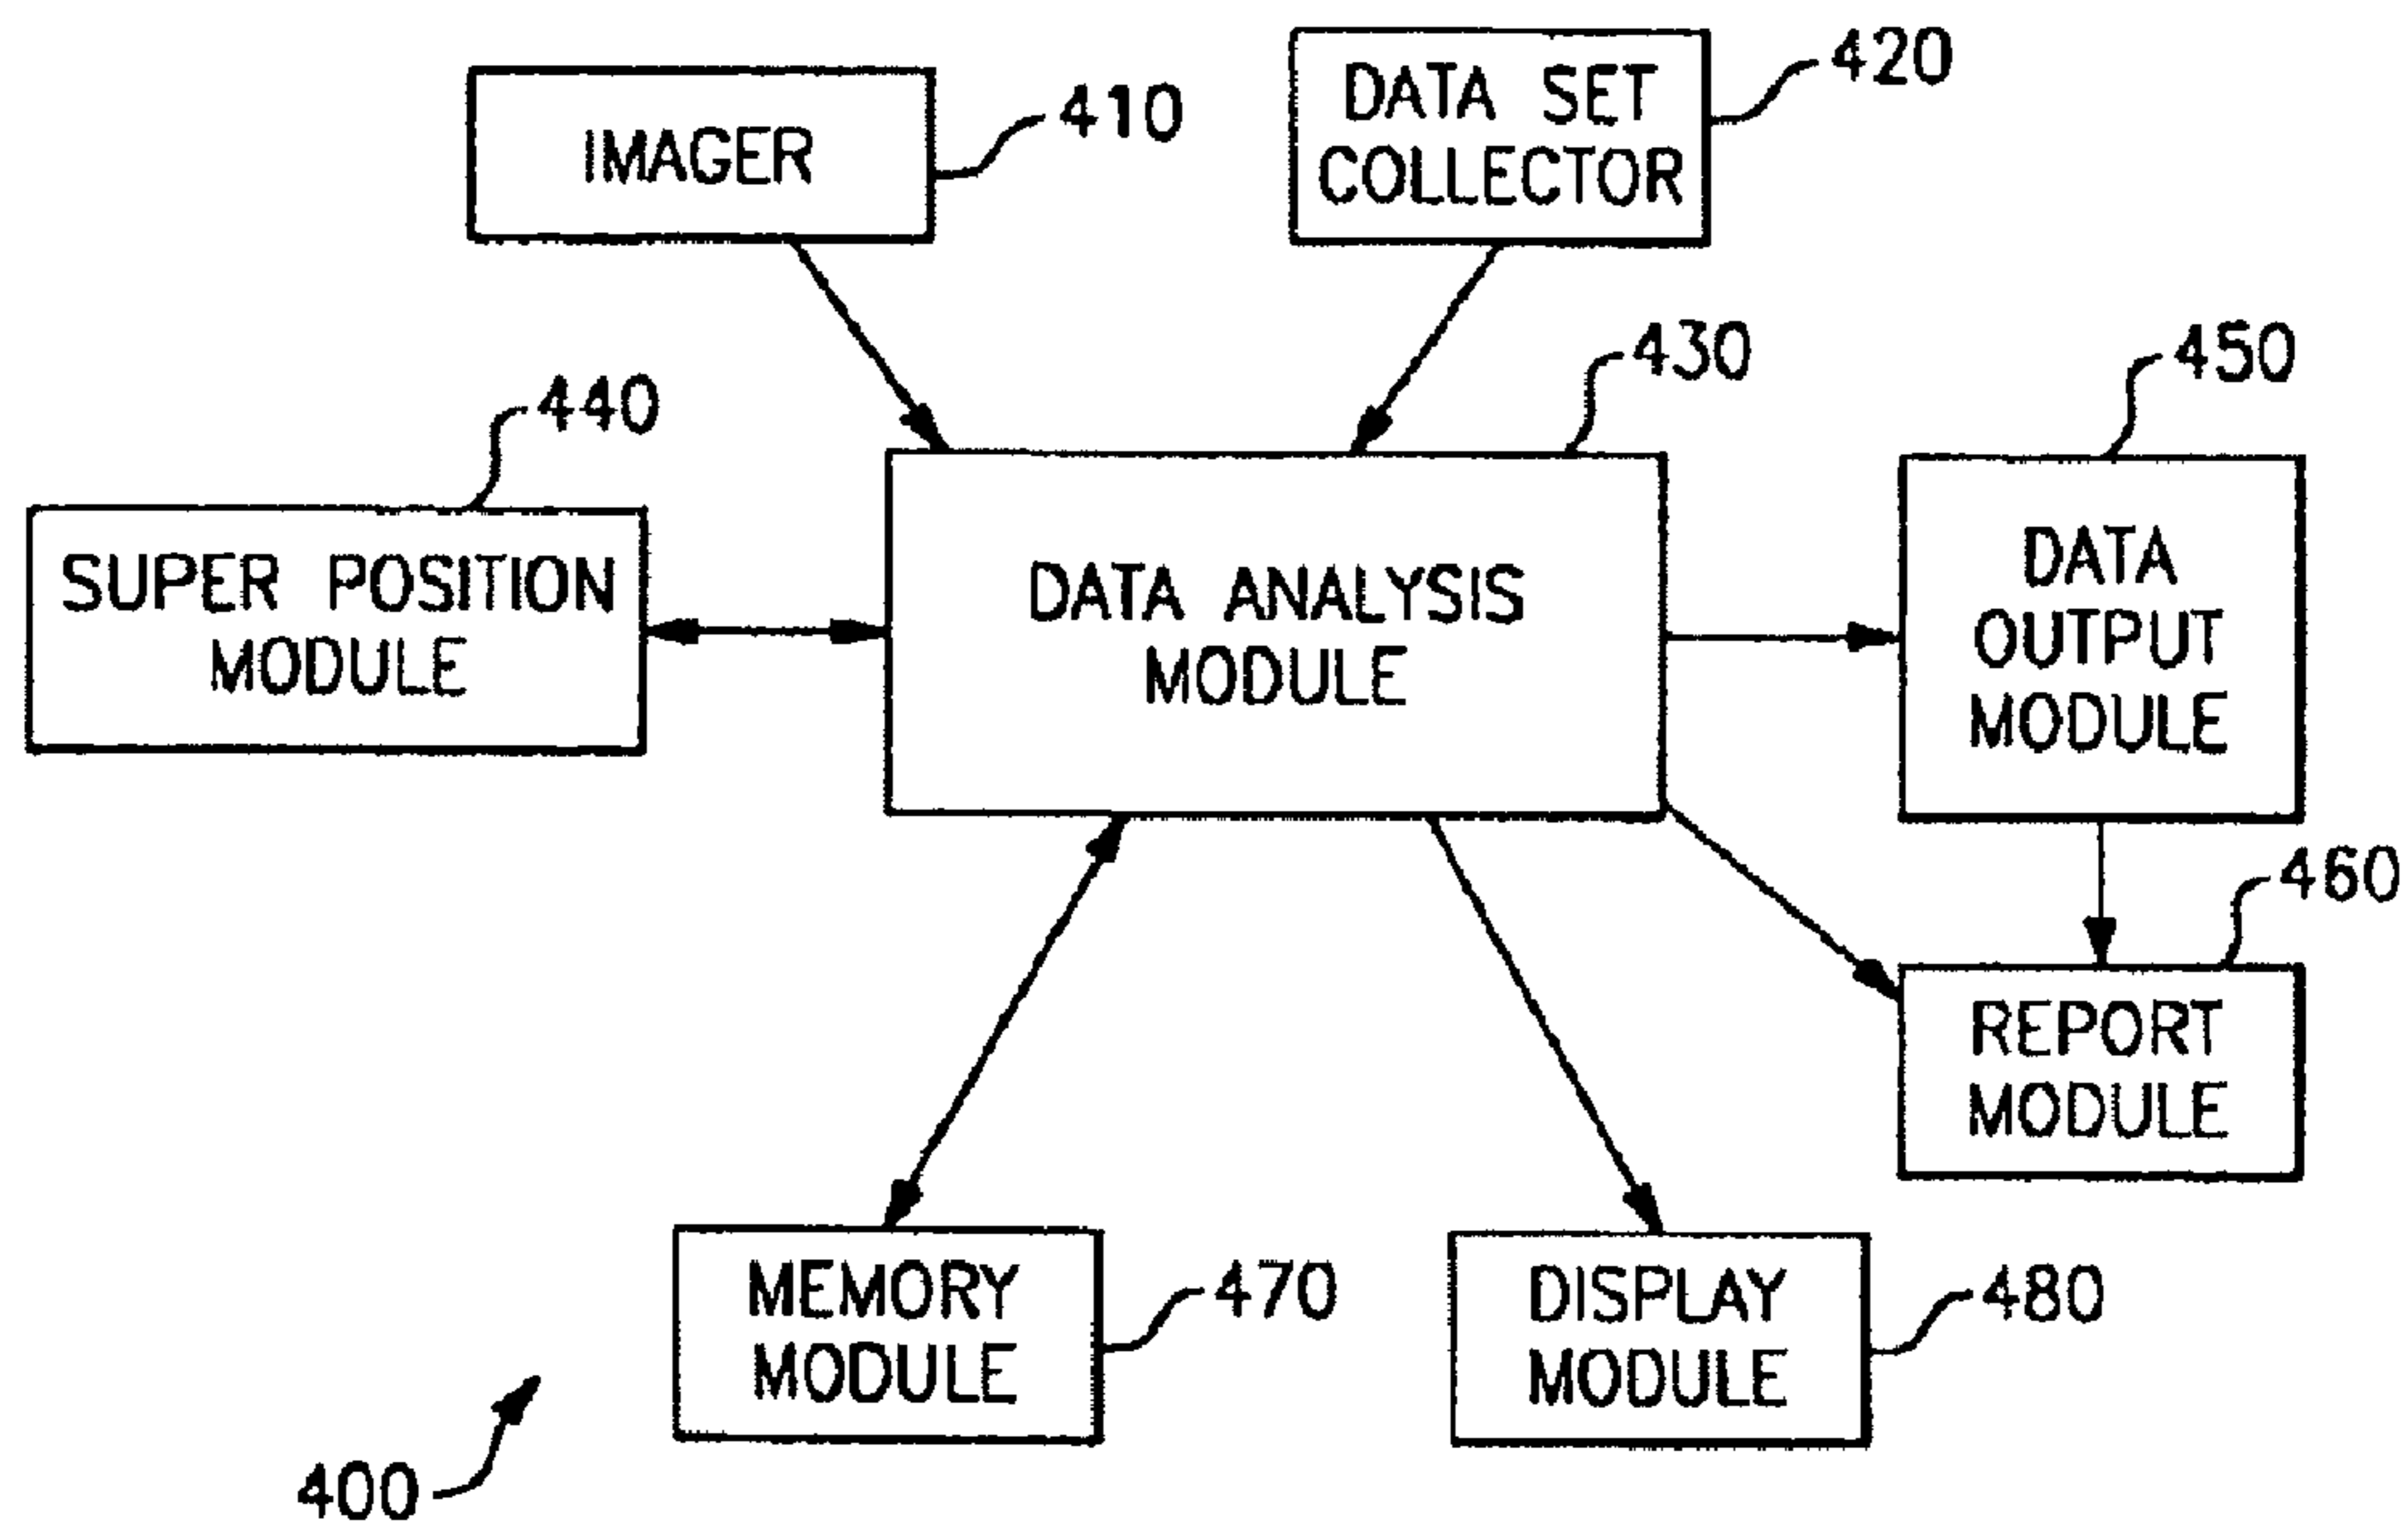 IMAGER
410
DATA SET
COLLECTOR
420
430
440
450
SUPER POSITION
MODULE
DATA ANALYSIS
MODULE
DATA
OUTPUT
MODULE
460
REPORT
MODULE
MEMORY
MODULE
470
DISPLAY
MODULE
480
400